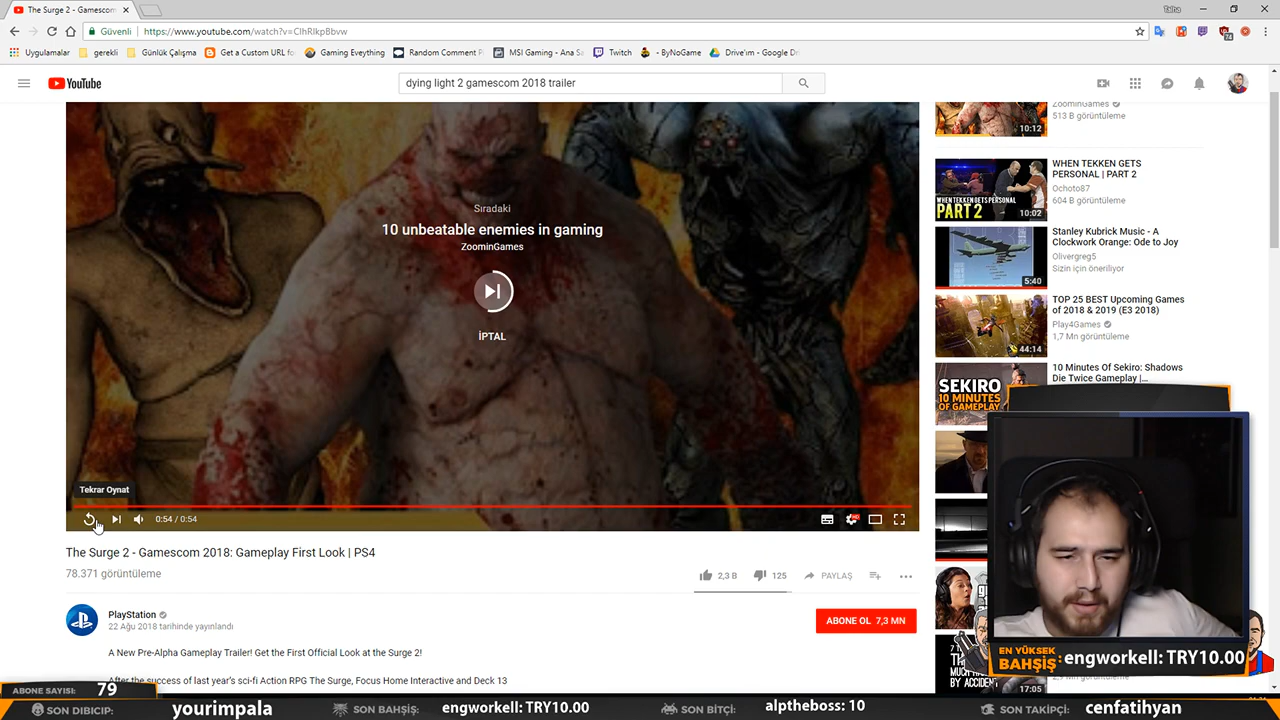 The Surge 2 - Gamescom
Taha
Güvenli
https://www.youtube.com/watch?v=CIhRlkpBbvw
Uygulamalar
gerekli
Günlük Çalışma
Get a Custom URL fo
Gaming Eveything
Random Comment P
MSI Gaming - Ana Sa
Twitch
- ByNoGame
Drive'ım - Google Dr
YouTube
dying light 2 gamescom 2018 trailer
Sıradaki
10 unbeatable enemies in gaming
ZoominGames
İPTAL
Tekrar Oynat
0:54 / 0:54
HD
The Surge 2 - Gamescom 2018: Gameplay First Look | PS4
78.371 görüntüleme
2,3 B
125
PAYLAŞ
PlayStation
22 Ağu 2018 tarihinde yayınlandı
ABONE OL 7,3 MN
A New Pre-Alpha Gameplay Trailer! Get the First Official Look at the Surge 2!
After the success of last year's sci-fi Action RPG The Surge, Focus Home Interactive and Deck 13
ZoominGames
513 B görüntüleme
10:12
WHEN TEKKEN GETS
PERSONAL | PART 2
Ochoto87
604 B görüntüleme
WHEN TEKKEN GETS PERSONAL
PART 2
10:02
Stanley Kubrick Music - A
Clockwork Orange: Ode to Joy
Olivergreg5
Sizin için öneriliyor
5:40
TOP 25 BEST Upcoming Games
of 2018 & 2019 (E3 2018)
Play4Games
1,7 Mn görüntüleme
44:14
10 Minutes Of Sekiro: Shadows
Die Twice Gameplay |...
SEKIRO
10 MINUTES
OF GAMEPLAY
BY ACCIDENT
17:05
EN YÜKSEK
BAHŞİŞ:
engworkell: TRY10.00
ABONE SAYISI: 79
SON DIBICIP: yourimpala
SON BAHŞİŞ: engworkell: TRY10.00
SON BİTÇİ: alptheboss: 10
SON TAKİPÇİ: cenfatihyan